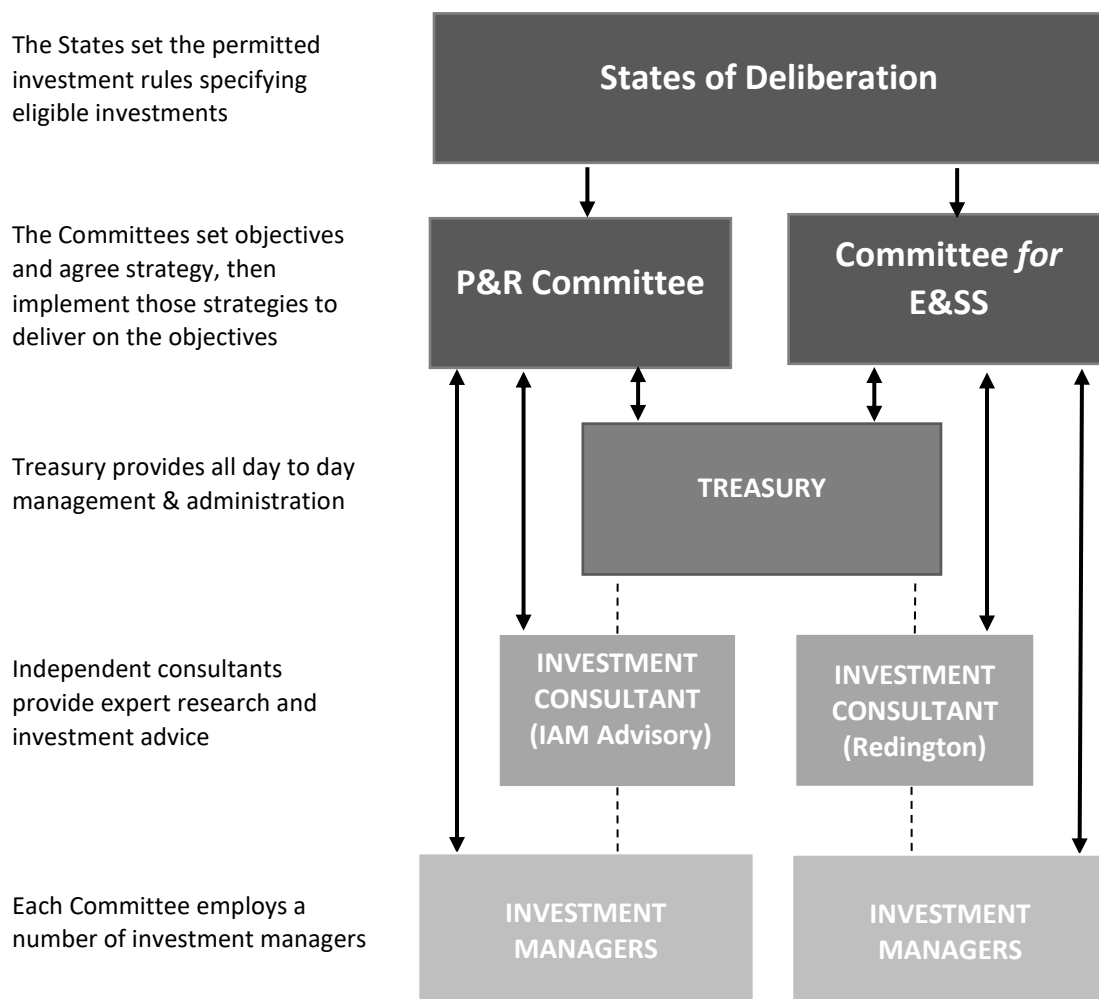 The States set the permitted
investment rules specifying
eligible investments
States of Deliberation
The Committees set objectives
and agree strategy, then
implement those strategies to
deliver on the objectives
P&R Committee
Committee for
E&SS
Treasury provides all day to day
management & administration
TREASURY
Independent consultants
provide expert research and
investment advice
INVESTMENT
CONSULTANT
(IAM Advisory)
INVESTMENT
CONSULTANT
(Redington)
Each Committee employs a
number of investment managers
INVESTMENT
MANAGERS
INVESTMENT
MANAGERS